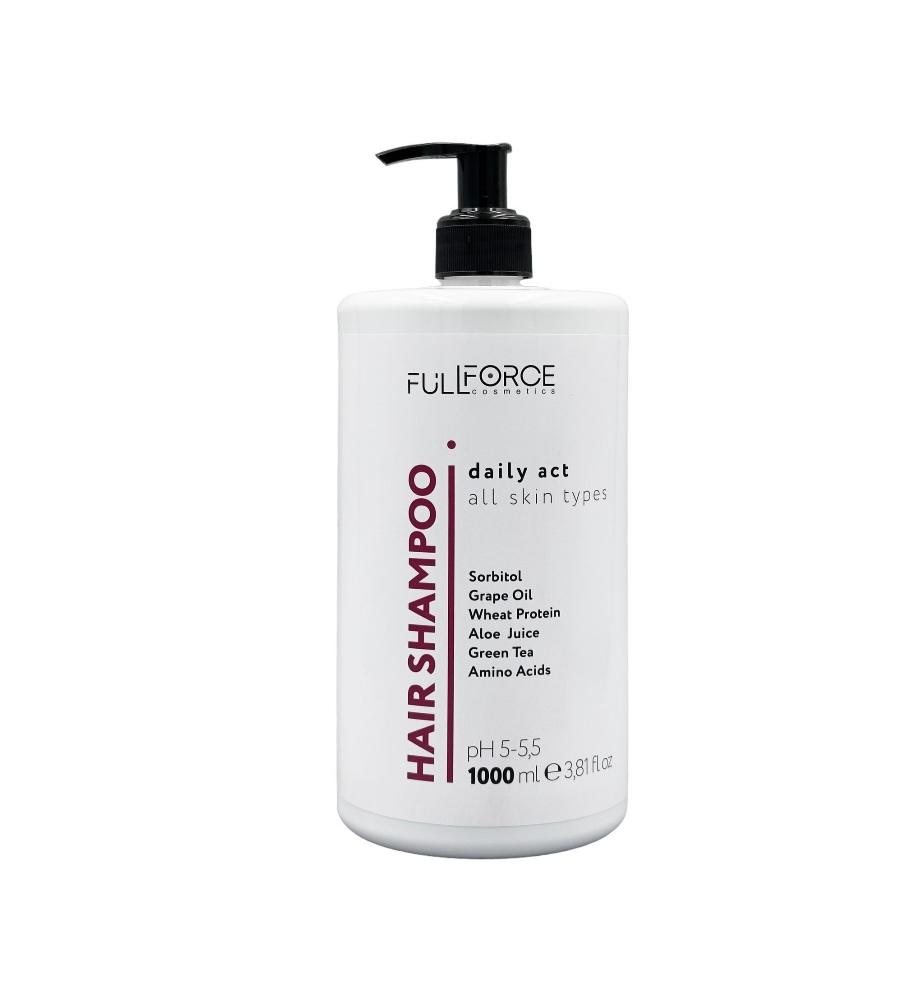 FULLFORCE
cosmetics
HAIR SHAMPOO
daily act
all skin types
Sorbitol
Grape Oil
Wheat Protein
Aloe Juice
Green Tea
Amino Acids
pH 5-5,5
1000 ml e 3,81 fl oz